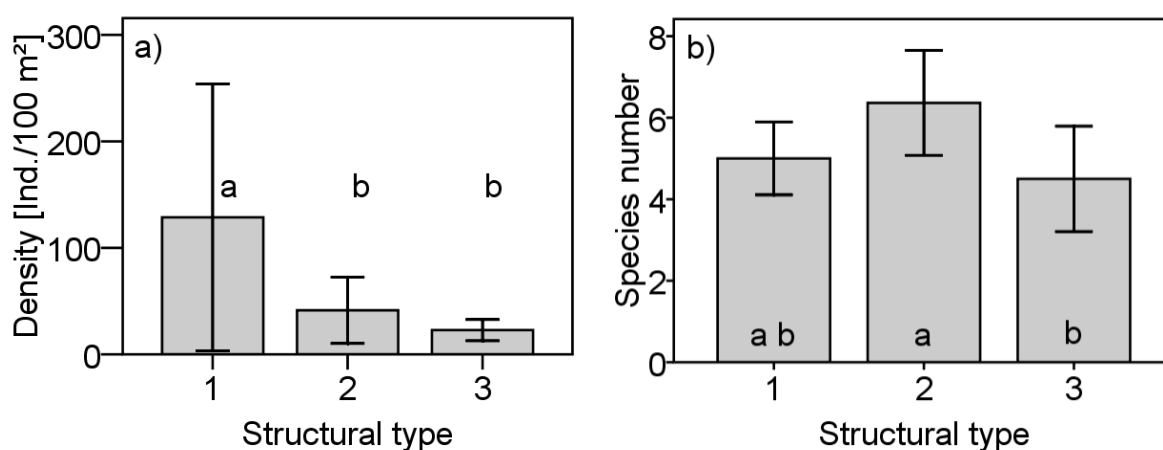 a)
Density [Ind./100 m²]
300
200
100
0
a
b
b
1
2
3
Structural type
b)
Species number
8
6
4
2
0
a b
a
b
1
2
3
Structural type